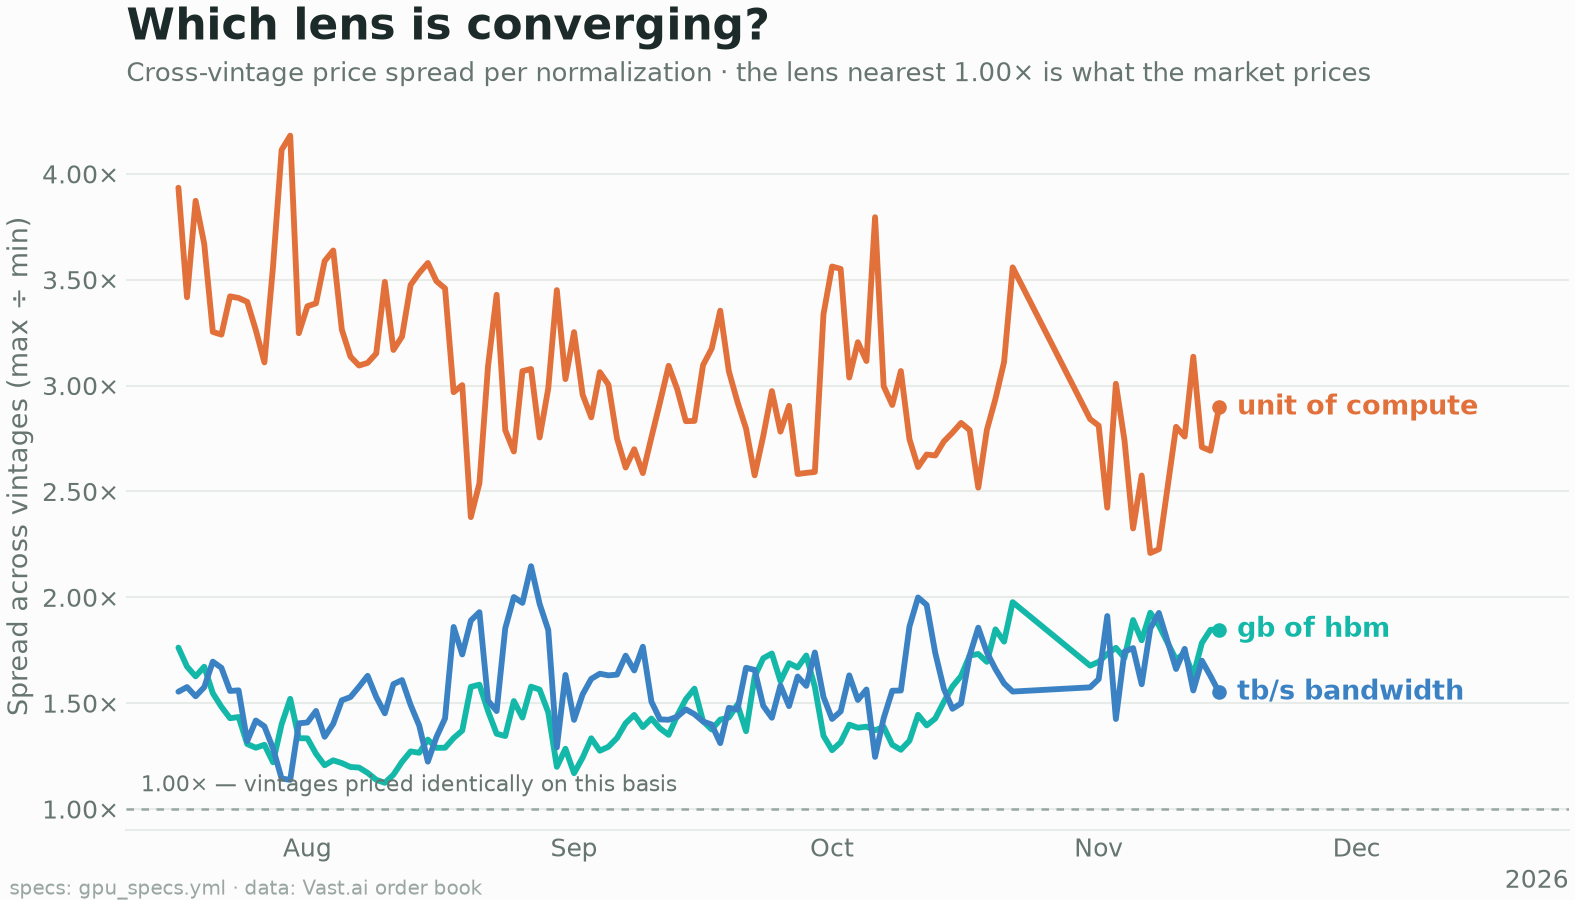 Which lens is converging?
Cross-vintage price spread per normalization · the lens nearest 1.00× is what the market prices
Spread across vintages (max ÷ min)
4.00×
3.50×
3.00×
2.50×
2.00×
1.50×
1.00×
unit of compute
gb of hbm
tb/s bandwidth
1.00× — vintages priced identically on this basis
Aug Sep Oct Nov Dec
2026
specs: gpu_specs.yml · data: Vast.ai order book